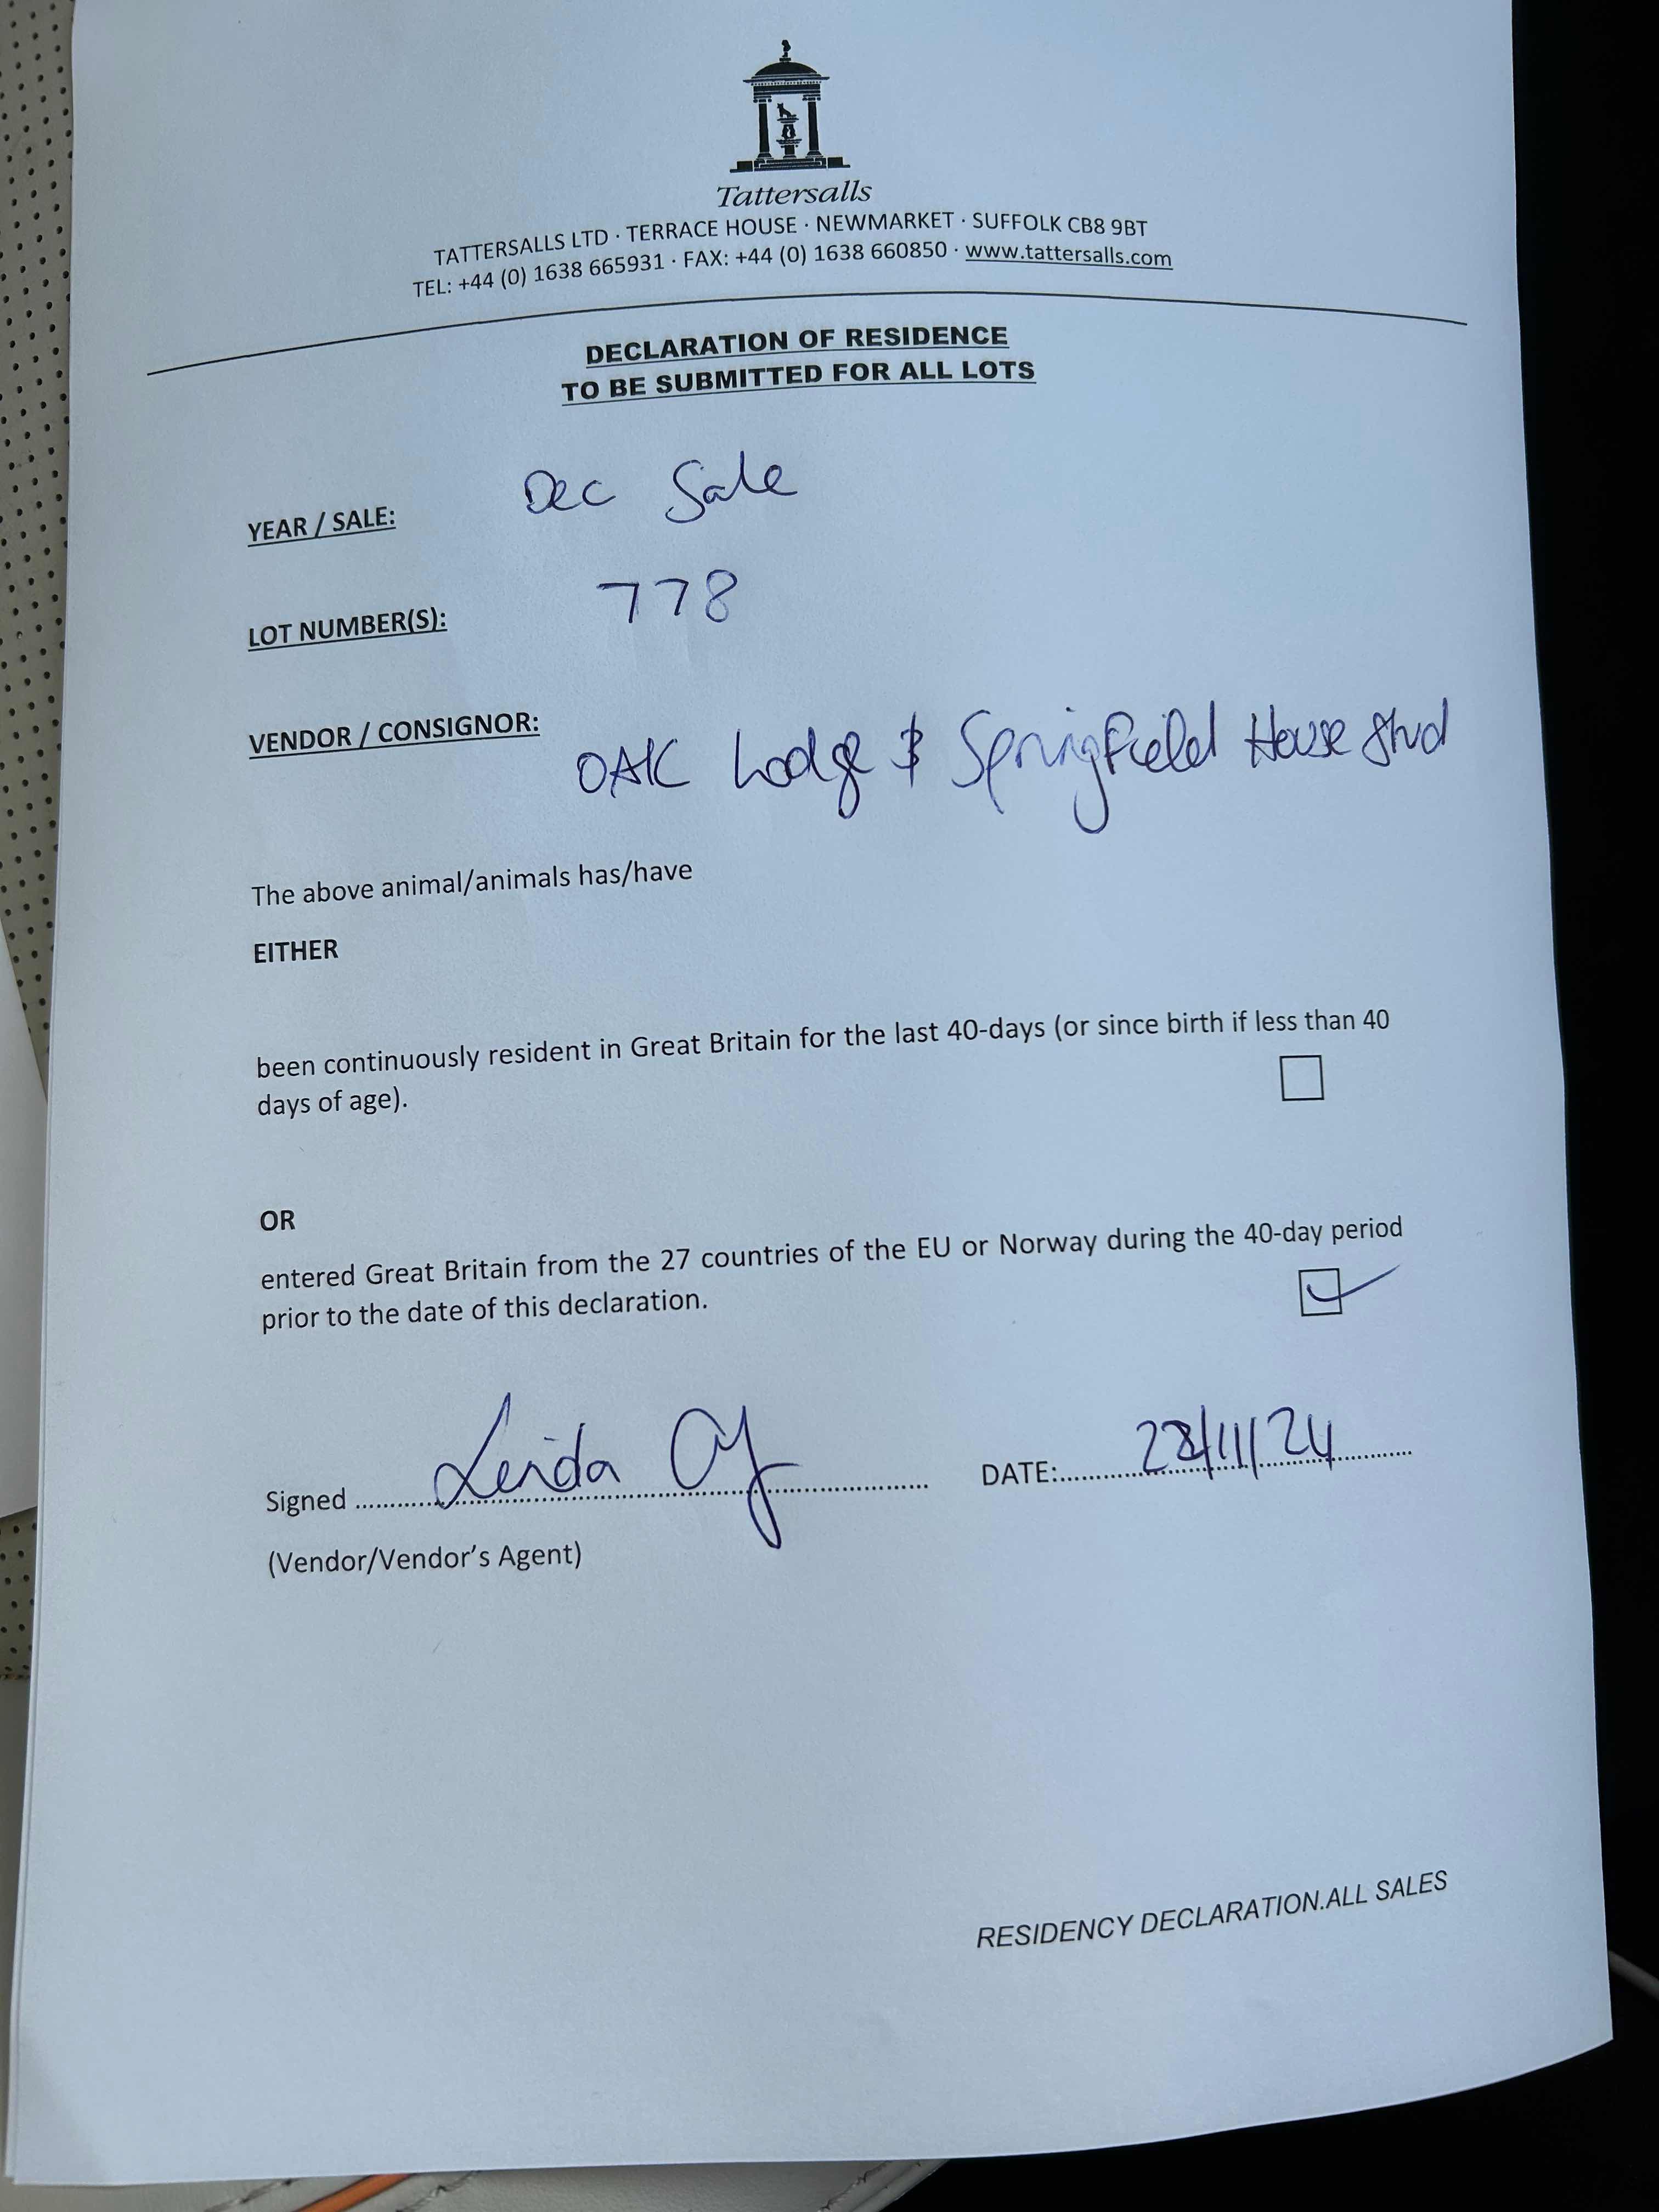 Tattersalls
TATTERSALLS LTD · TERRACE HOUSE · NEWMARKET · SUFFOLK CB8 9BT
TEL: +44 (0) 1638 665931 · FAX: +44 (0) 1638 660850 · www.tattersalls.com
DECLARATION OF RESIDENCE
TO BE SUBMITTED FOR ALL LOTS
YEAR / SALE: Dec Sale
LOT NUMBER(S): 778
VENDOR / CONSIGNOR: OAK Lodge & Springfield House Stud
The above animal/animals has/have
EITHER
been continuously resident in Great Britain for the last 40-days (or since birth if less than 40
days of age).
OR
entered Great Britain from the 27 countries of the EU or Norway during the 40-day period
prior to the date of this declaration.
Signed Linda DATE: 28/11/24
(Vendor/Vendor's Agent)
RESIDENCY DECLARATION.ALL SALES